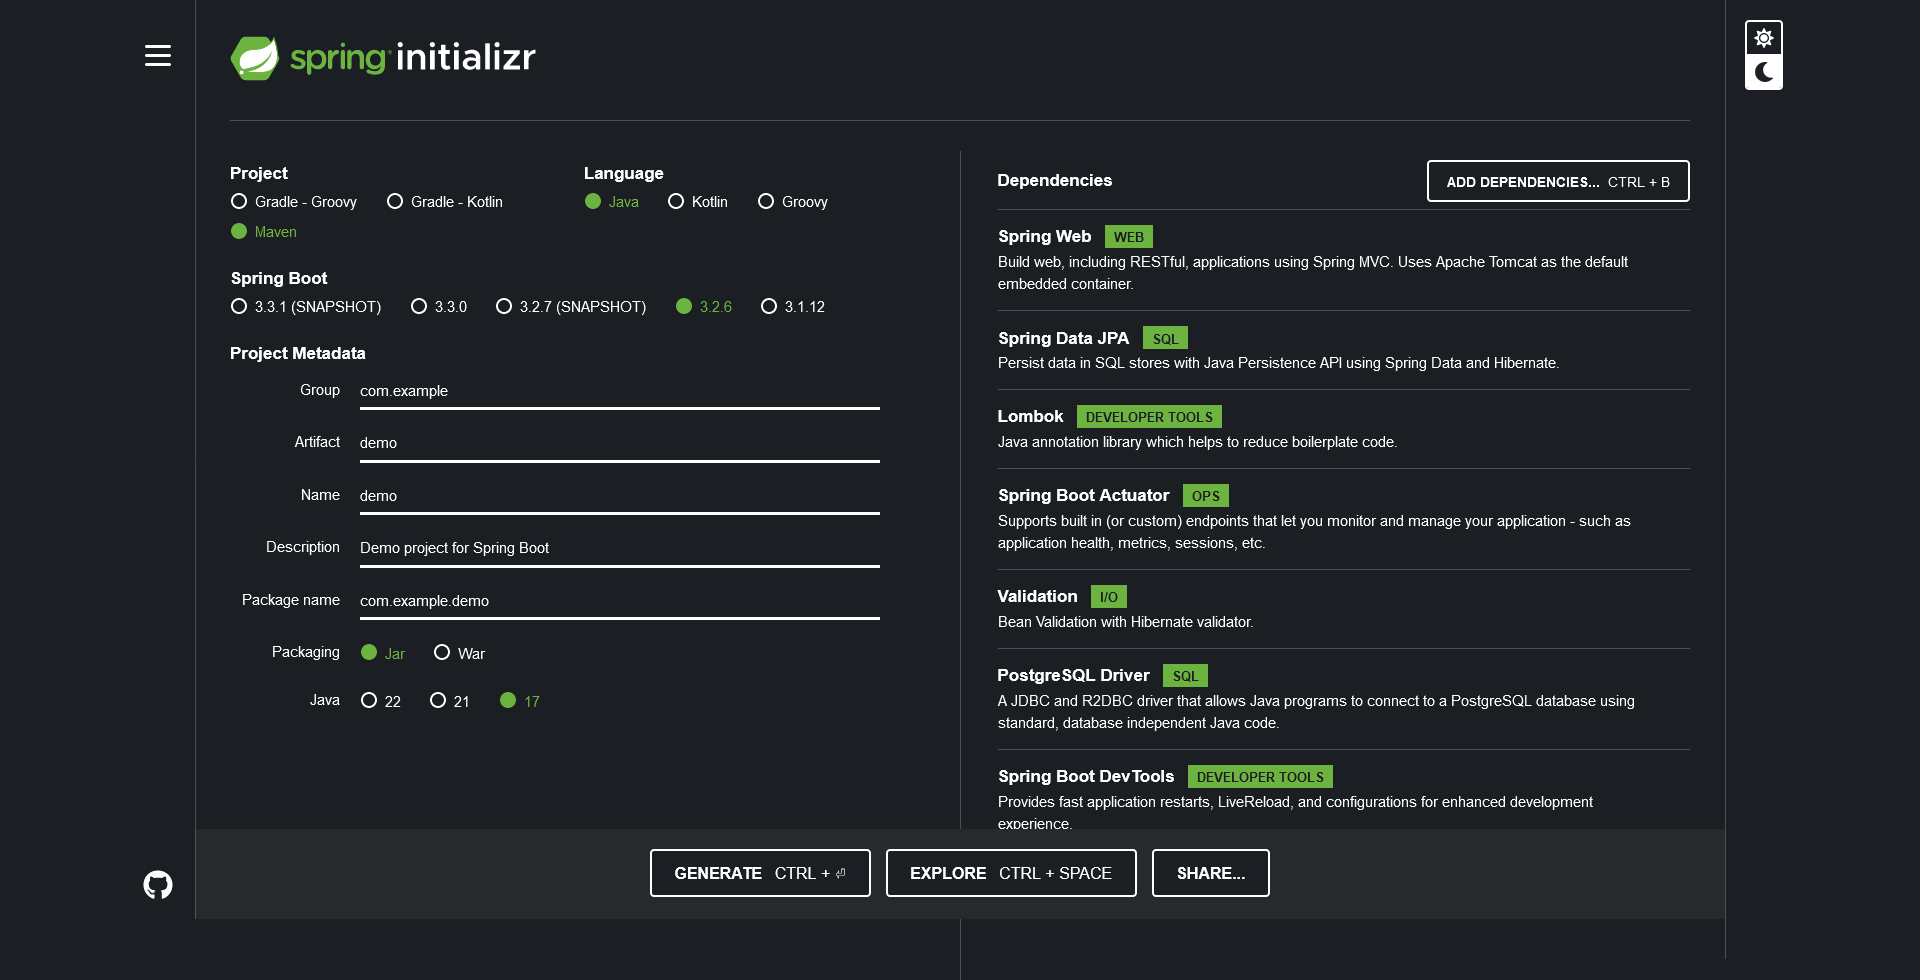 spring initializr
Project
Gradle - Groovy
Gradle - Kotlin
Maven
Language
Java
Kotlin
Groovy
Spring Boot
3.3.1 (SNAPSHOT)
3.3.0
3.2.7 (SNAPSHOT)
3.2.6
3.1.12
Project Metadata
Group
com.example
Artifact
demo
Name
demo
Description
Demo project for Spring Boot
Package name
com.example.demo
Packaging
Jar
War
Java
22
21
17
Dependencies
ADD DEPENDENCIES... CTRL + B
Spring Web WEB
Build web, including RESTful, applications using Spring MVC. Uses Apache Tomcat as the default
embedded container.
Spring Data JPA SQL
Persist data in SQL stores with Java Persistence API using Spring Data and Hibernate.
Lombok DEVELOPER TOOLS
Java annotation library which helps to reduce boilerplate code.
Spring Boot Actuator OPS
Supports built in (or custom) endpoints that let you monitor and manage your application - such as
application health, metrics, sessions, etc.
Validation I/O
Bean Validation with Hibernate validator.
PostgreSQL Driver SQL
A JDBC and R2DBC driver that allows Java programs to connect to a PostgreSQL database using
standard, database independent Java code.
Spring Boot DevTools DEVELOPER TOOLS
Provides fast application restarts, LiveReload, and configurations for enhanced development
experience.
GENERATE CTRL + ⏎
EXPLORE CTRL + SPACE
SHARE...